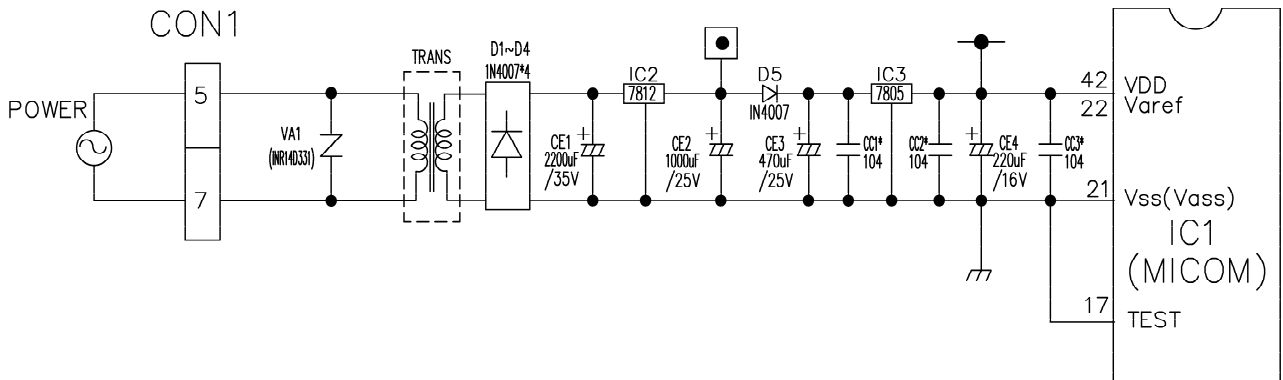 CON1
POWER
5
7
VA1
(INR14D331)
TRANS
D1~D4
1N4007*4
CE1
2200uF
/35V
IC2
7812
CE2
1000uF
/25V
D5
IN4007
CE3
470uF
/25V
CC1*
104
IC3
7805
CC2*
104
CE4
220uF
/16V
CC3*
104
42 VDD
22 Varef
21 Vss(Vass)
IC1
(MICOM)
17 TEST